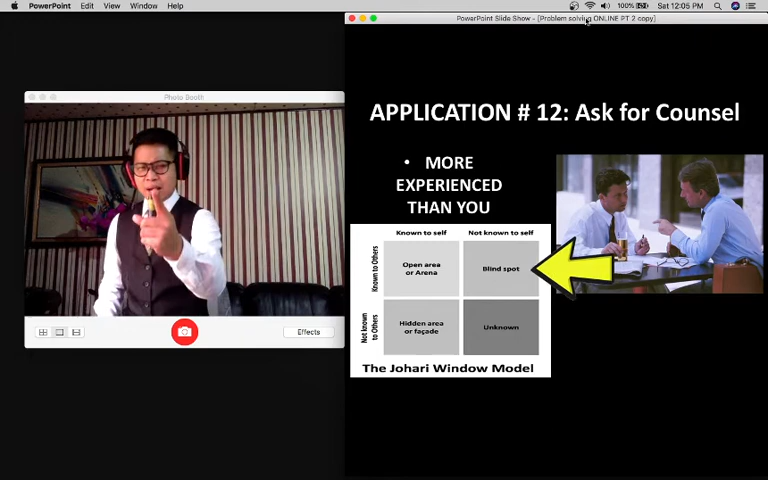 PowerPoint Edit View Window Help 100% Sat 12:05 PM
Photo Booth
PowerPoint Slide Show - [Problem solving ONLINE PT 2 copy]
APPLICATION # 12: Ask for Counsel
• MORE
EXPERIENCED
THAN YOU
Known to self Not known to self
Known to Others
Open area
or Arena
Blind spot
Not known
to Others
Hidden area
or façade
Unknown
The Johari Window Model
Effects